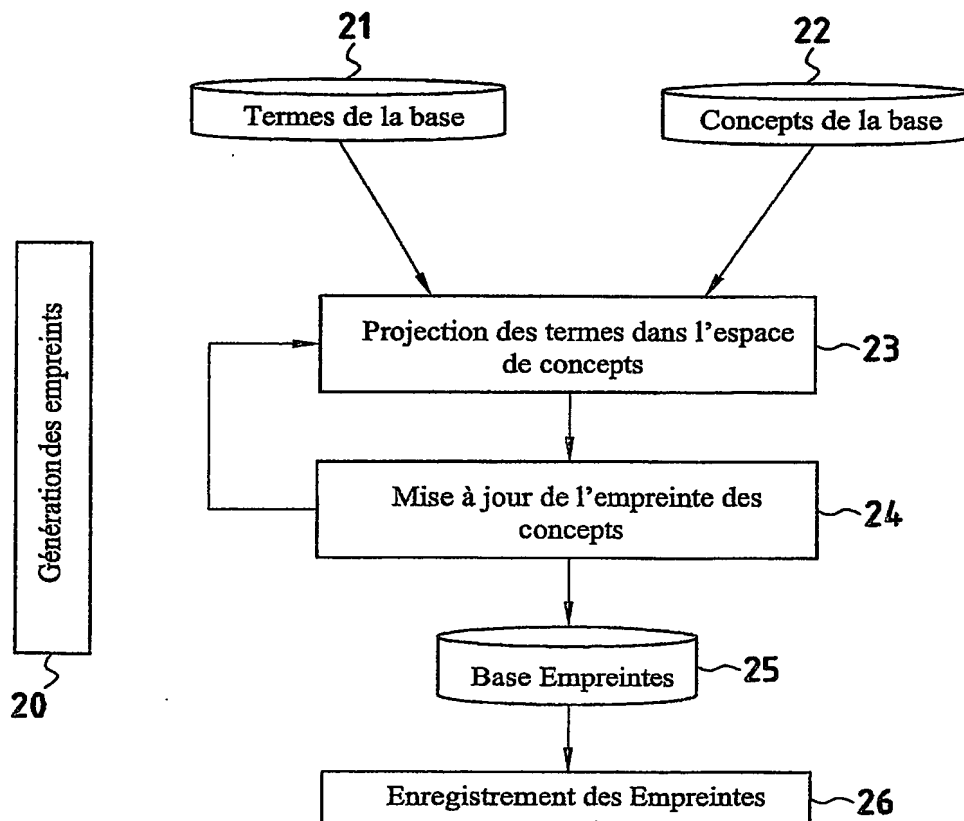 21
22
Termes de la base
Concepts de la base
Génération des empreints
Projection des termes dans l'espace
de concepts
23
Mise à jour de l'empreinte des
concepts
24
Base Empreintes
25
20
Enregistrement des Empreintes
26